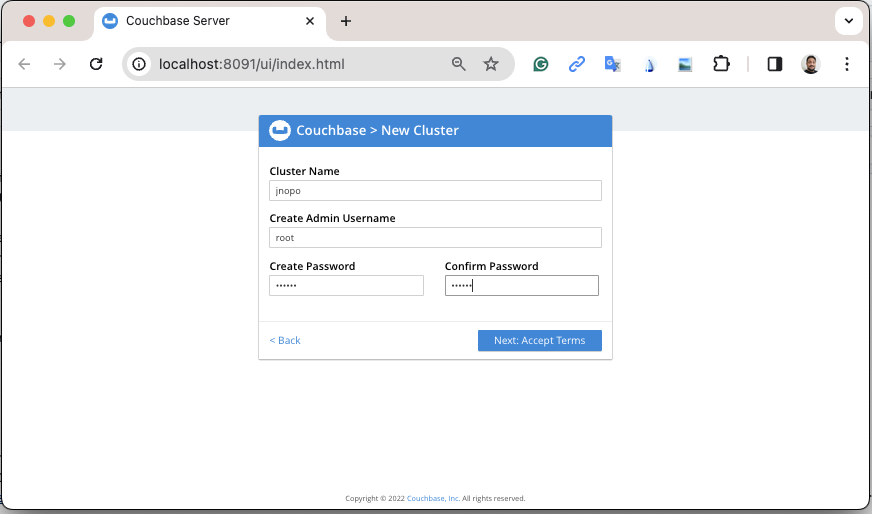 Couchbase Server
localhost:8091/ui/index.html
Couchbase > New Cluster
Cluster Name
jnopo
Create Admin Username
root
Create Password
Confirm Password
••••••
••••••
< Back
Next: Accept Terms
Copyright © 2022 Couchbase, Inc. All rights reserved.